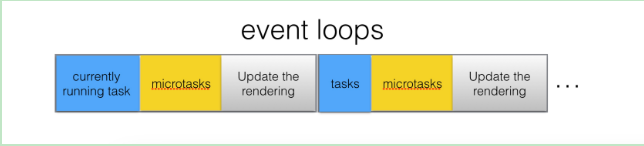 event loops
currently
running task
microtasks
Update the
rendering
tasks
microtasks
Update the
rendering
...